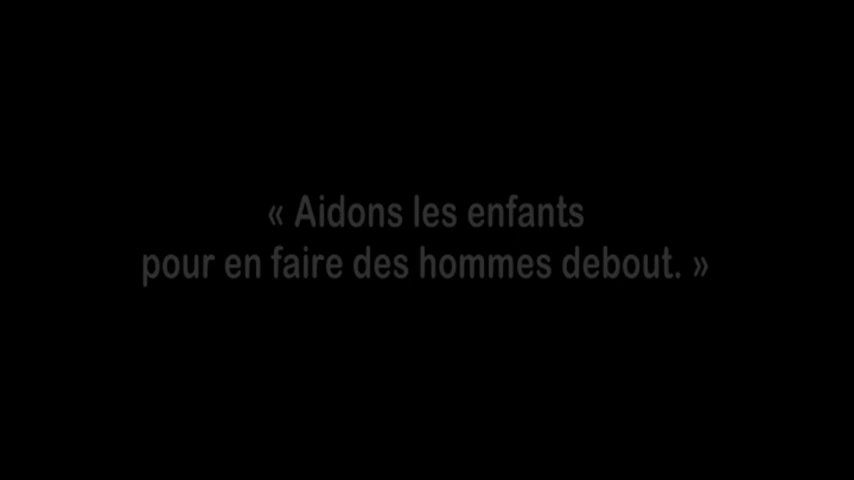 « Aidons les enfants
pour en faire des hommes debout. »